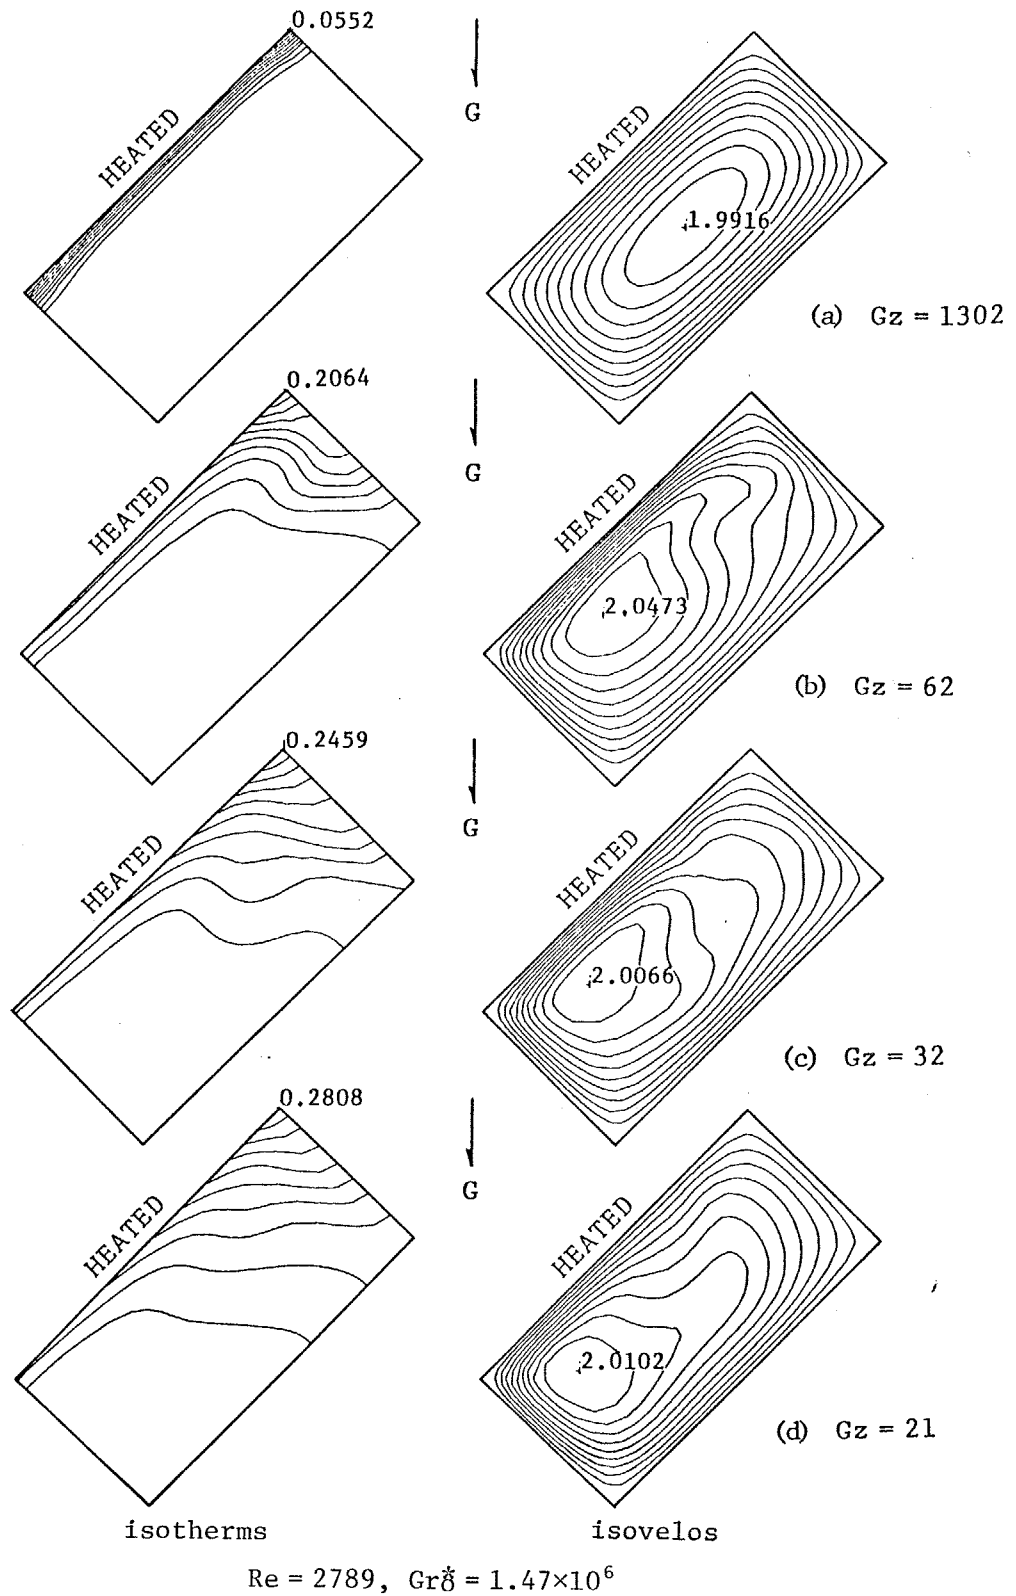 0.0552
G
HEATED
HEATED
1.9916
(a) Gz = 1302
0.2064
G
HEATED
HEATED
2.0473
(b) Gz = 62
0.2459
G
HEATED
HEATED
2.0066
(c) Gz = 32
0.2808
G
HEATED
HEATED
2.0102
(d) Gz = 21
isotherms
isovelos
Re = 2789, Grδ* = 1.47×10⁶